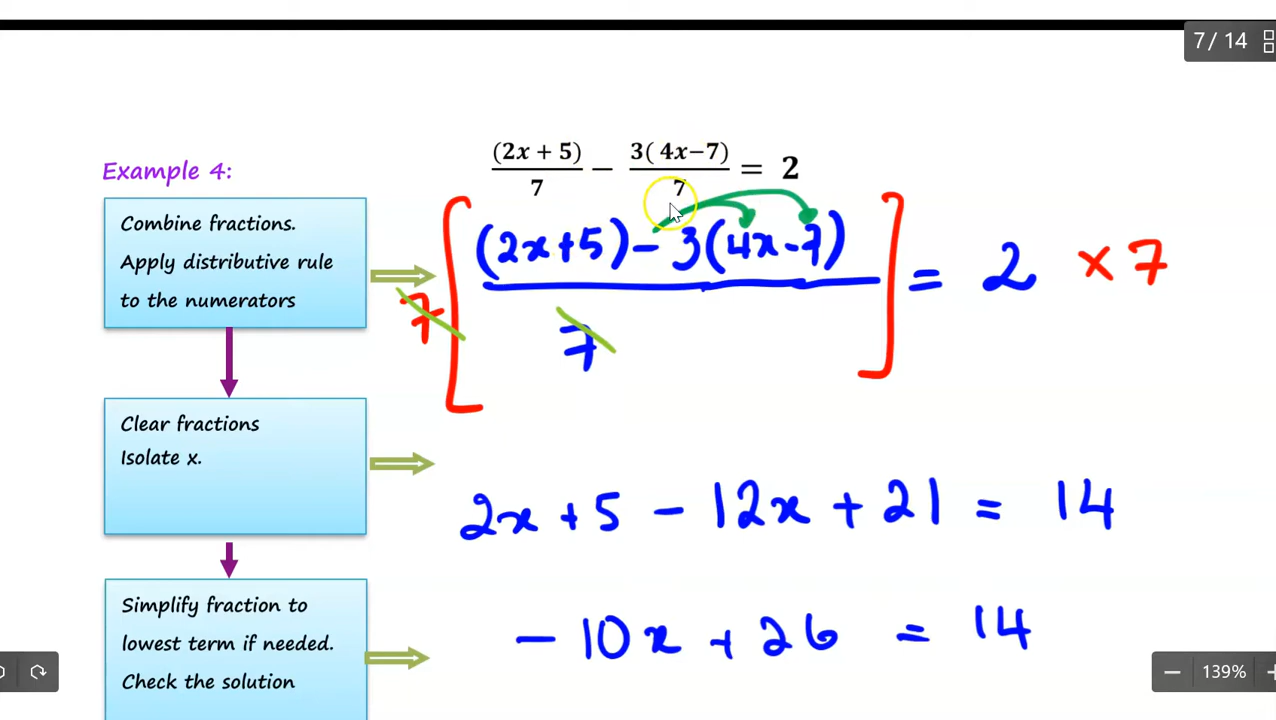 7 / 14
Example 4:
(2x + 5)/7 − 3( 4x−7)/7 = 2
Combine fractions.
Apply distributive rule
to the numerators
7 [ (2x+5) − 3(4x-7) / 7 ] = 2 × 7
Clear fractions
Isolate x.
2x + 5 − 12x + 21 = 14
Simplify fraction to
lowest term if needed.
Check the solution
− 10x + 26 = 14
139%